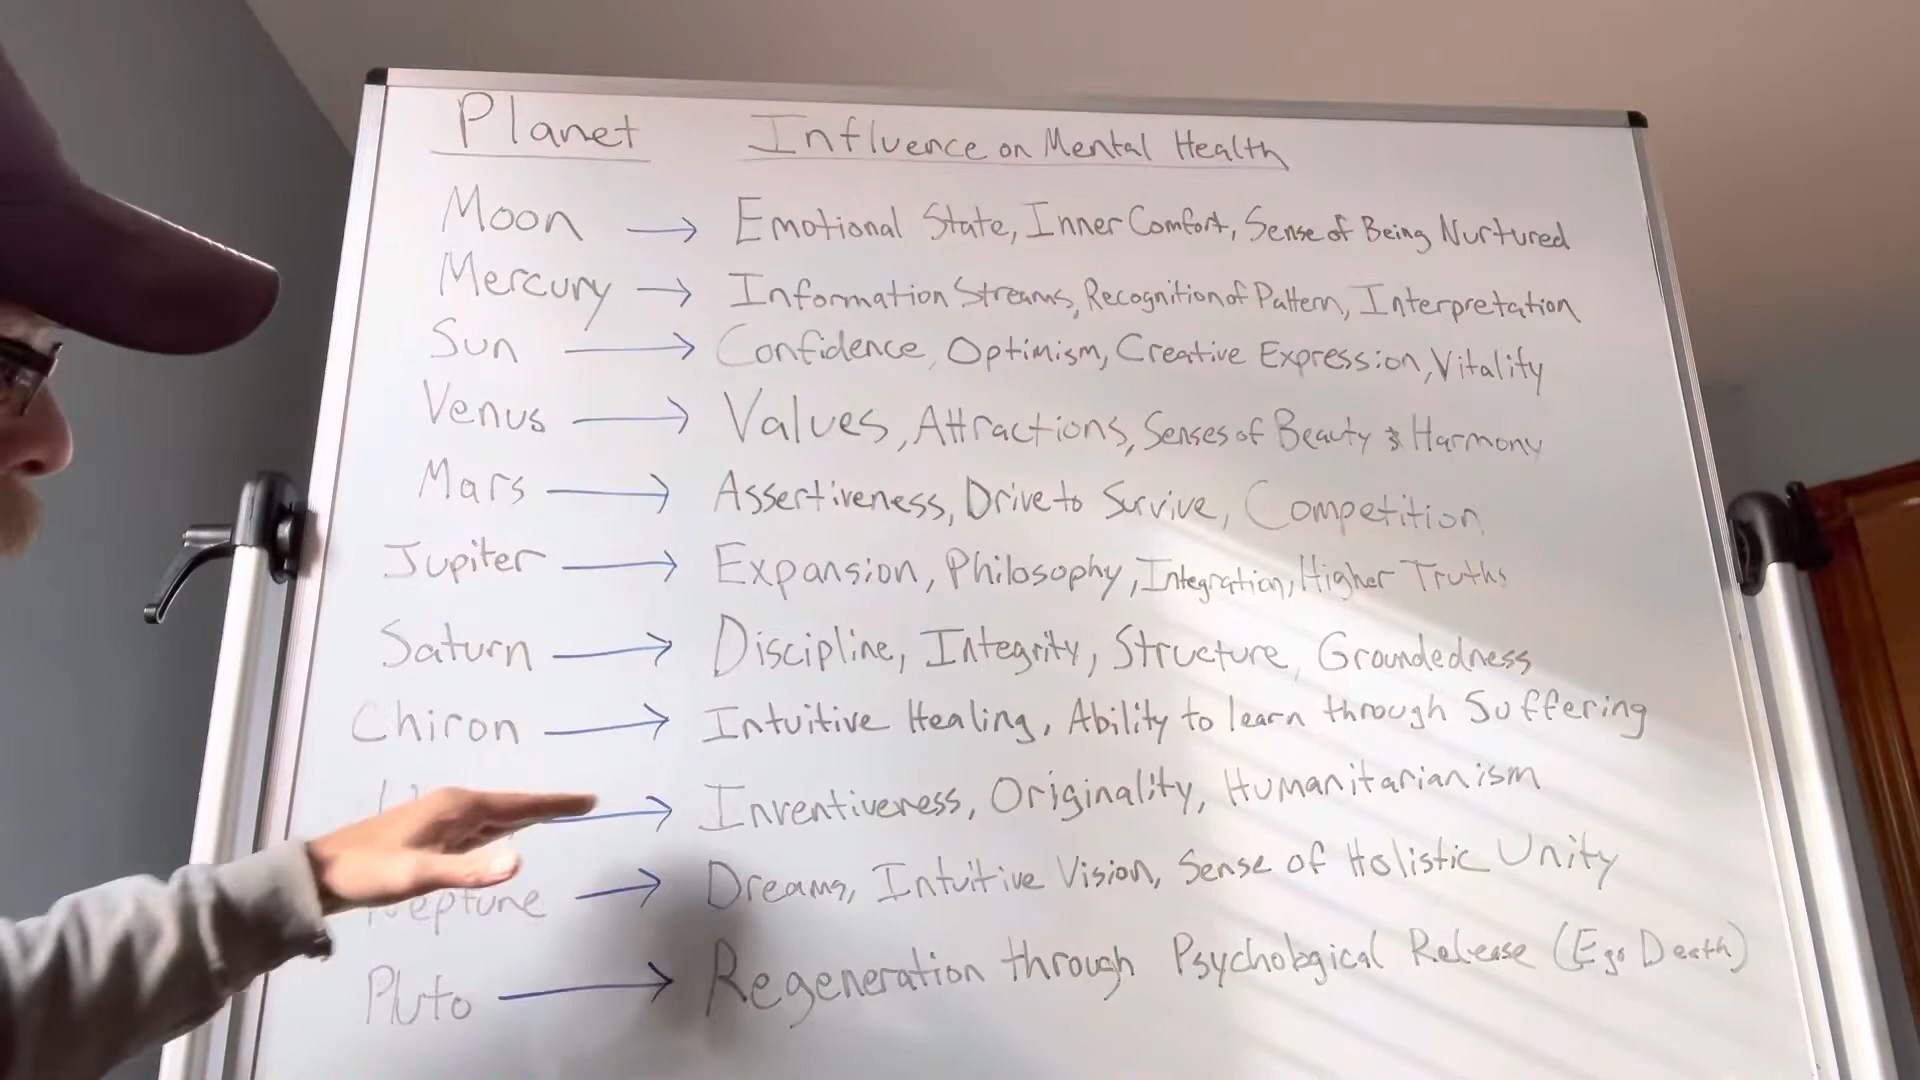 Planet Influence on Mental Health
Moon → Emotional State, Inner Comfort, Sense of Being Nurtured
Mercury → Information Streams, Recognition of Pattern, Interpretation
Sun → Confidence, Optimism, Creative Expression, Vitality
Venus → Values, Attractions, Senses of Beauty & Harmony
Mars → Assertiveness, Drive to Survive, Competition
Jupiter → Expansion, Philosophy, Integration, Higher Truths
Saturn → Discipline, Integrity, Structure, Groundedness
Chiron → Intuitive Healing, Ability to learn through Suffering
→ Inventiveness, Originality, Humanitarianism
Neptune → Dreams, Intuitive Vision, Sense of Holistic Unity
Pluto → Regeneration through Psychological Release (Ego Death)